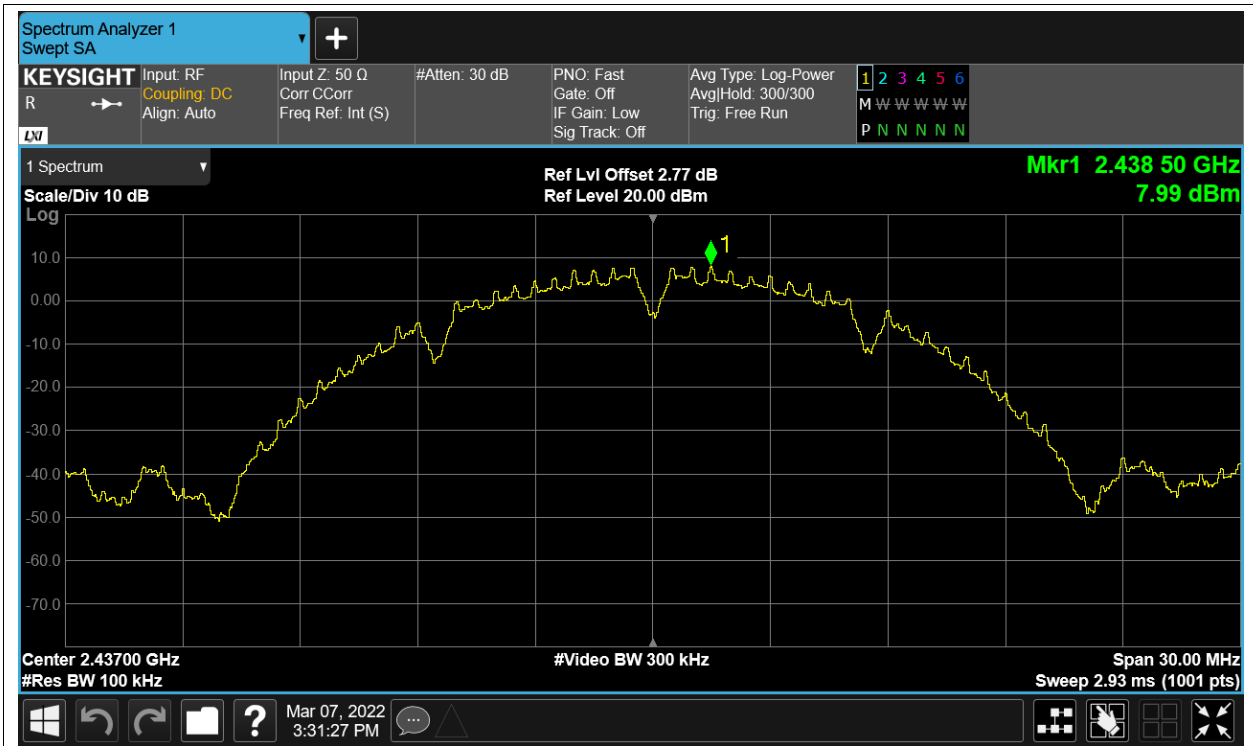 Spectrum Analyzer 1
Swept SA
KEYSIGHT
R
LXI
Input: RF
Coupling: DC
Align: Auto
Input Z: 50 Ω
Corr CCorr
Freq Ref: Int (S)
#Atten: 30 dB
PNO: Fast
Gate: Off
IF Gain: Low
Sig Track: Off
Avg Type: Log-Power
Avg|Hold: 300/300
Trig: Free Run
1 2 3 4 5 6
M W W W W W
P N N N N N
1 Spectrum
Scale/Div 10 dB
Log
Ref Lvl Offset 2.77 dB
Ref Level 20.00 dBm
Mkr1 2.438 50 GHz
7.99 dBm
1
10.0
0.00
-10.0
-20.0
-30.0
-40.0
-50.0
-60.0
-70.0
Center 2.43700 GHz
#Res BW 100 kHz
#Video BW 300 kHz
Span 30.00 MHz
Sweep 2.93 ms (1001 pts)
?
Mar 07, 2022
3:31:27 PM